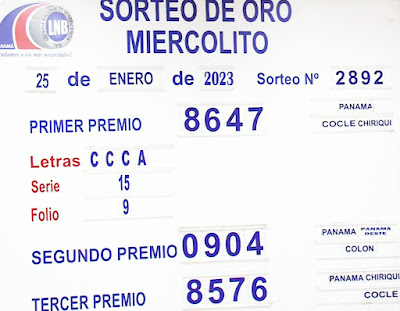 SORTEO DE ORO
MIERCOLITO
LNB
PANAMA
25 de ENERO de 2023 Sorteo Nº 2892
PRIMER PREMIO 8647
PANAMA
COCLE CHIRIQUI
Letras C C C A
Serie 15
Folio 9
SEGUNDO PREMIO 0904
PANAMA PANAMA OESTE
COLON
TERCER PREMIO 8576
PANAMA CHIRIQUI
COCLE